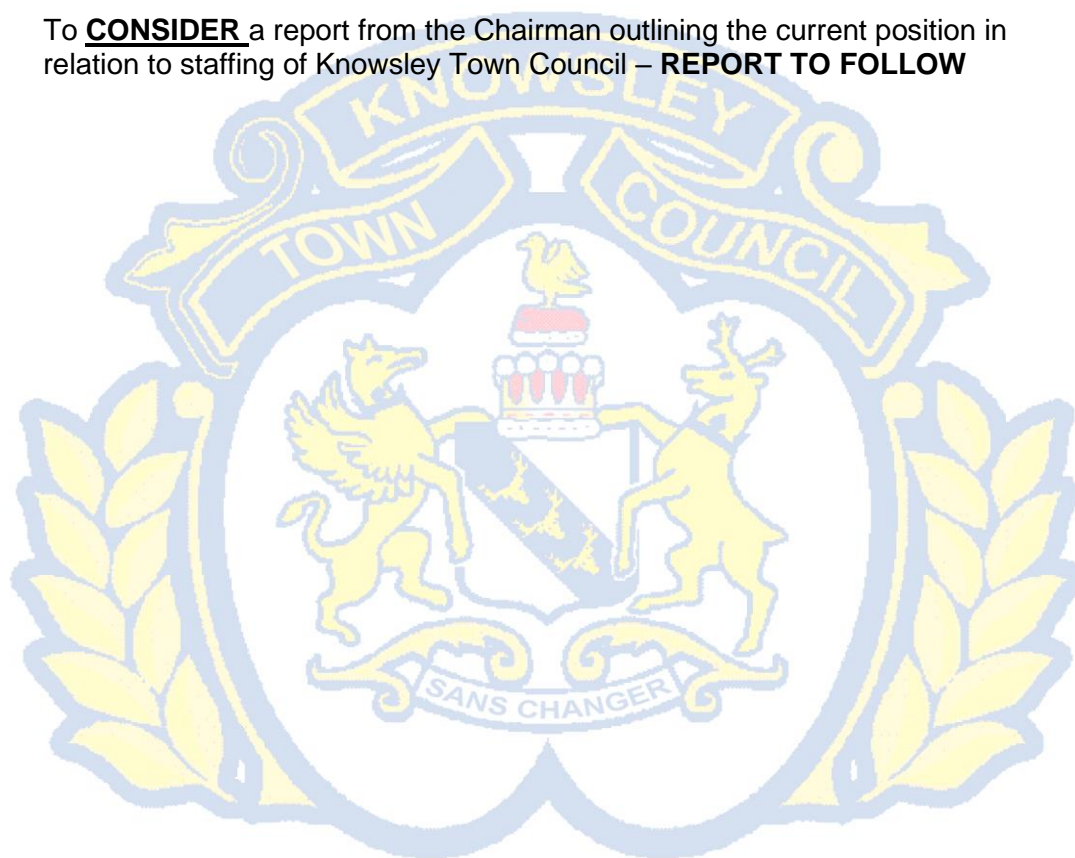 To CONSIDER a report from the Chairman outlining the current position in
relation to staffing of Knowsley Town Council – REPORT TO FOLLOW
KNOWSLEY
TOWN COUNCIL
SANS CHANGER